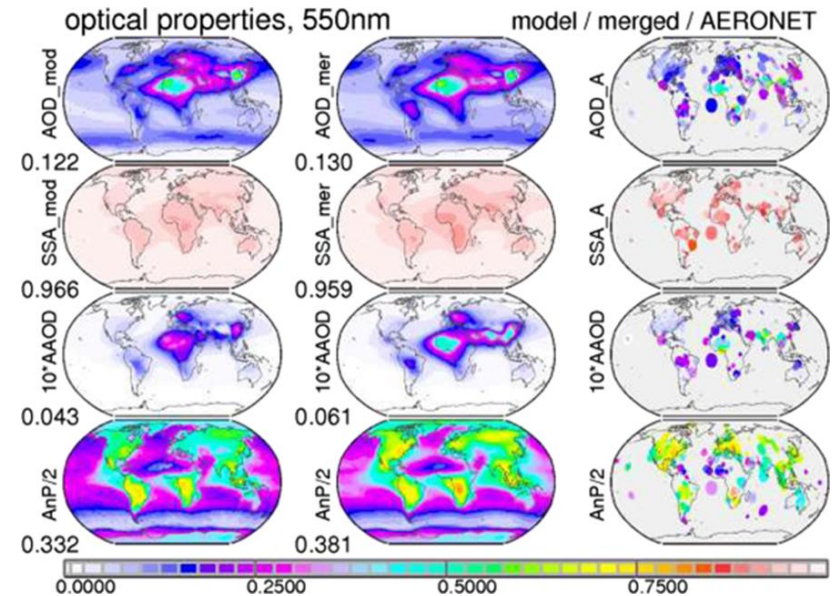 optical properties, 550nm model / merged / AERONET
AOD_mod AOD_mer AOD_A
0.122 0.130
SSA_mod SSA_mer SSA_A
0.966 0.959
10*AAOD 10*AAOD 10*AAOD
0.043 0.061
AnP/2 AnP/2 AnP/2
0.332 0.381
0.0000 0.2500 0.5000 0.7500